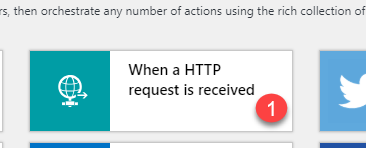 rs, then orchestrate any number of actions using the rich collection of
When a HTTP
request is received
1